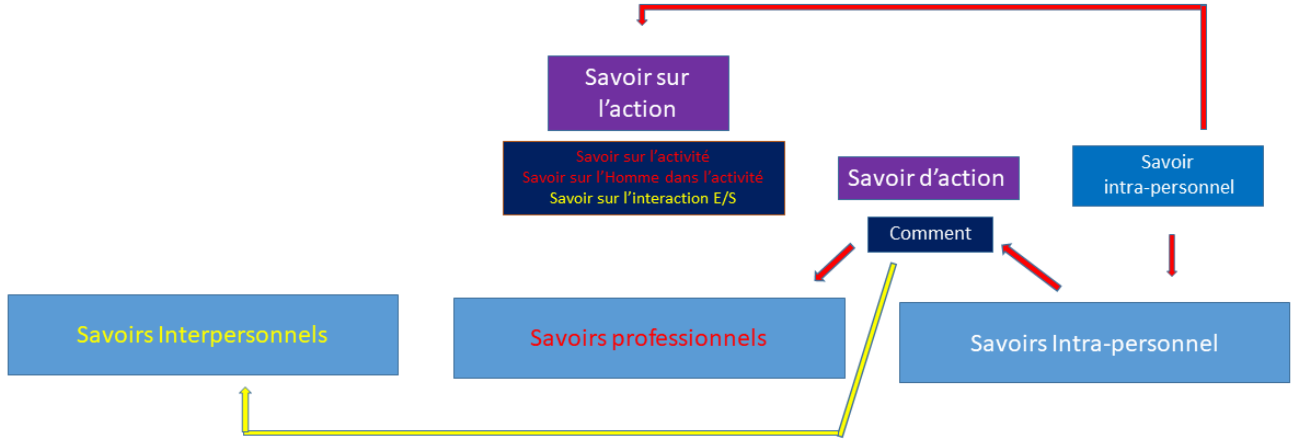 Savoir sur
l'action
Savoir sur l'activité
Savoir sur l'Homme dans l'activité
Savoir sur l'interaction E/S
Savoir d'action
Comment
Savoir
intra-personnel
Savoirs Interpersonnels
Savoirs professionnels
Savoirs Intra-personnel